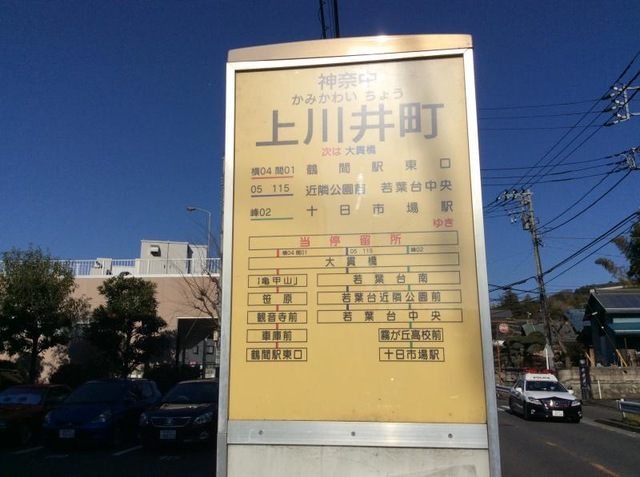 神奈中
かみかわい ちょう
上川井町
次は 大貫橋
横04 間01 鶴間駅東口
05 115 近隣公園前 若葉台中央
峰02 十日市場駅
ゆき
当停留所
横04 間01 05 115 峰02
大貫橋
「亀甲山」 若葉台南
笹原 若葉台近隣公園前
観音寺前 若葉台中央
車庫前 霧が丘高校前
鶴間駅東口 十日市場駅